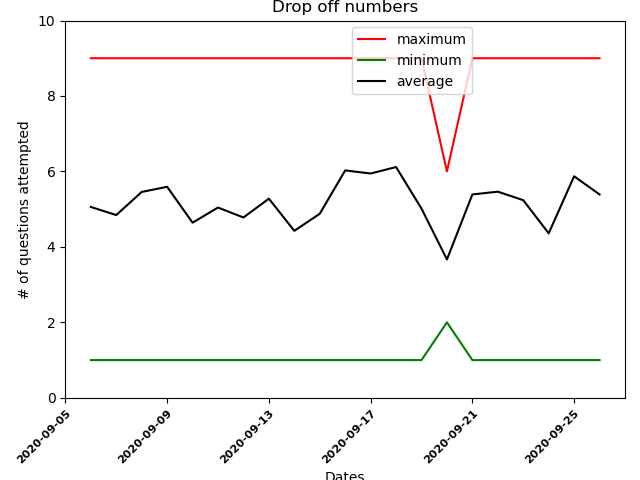 Drop off numbers
maximum
minimum
average
# of questions attempted
10
8
6
4
2
0
2020-09-05
2020-09-09
2020-09-13
2020-09-17
2020-09-21
2020-09-25
Dates